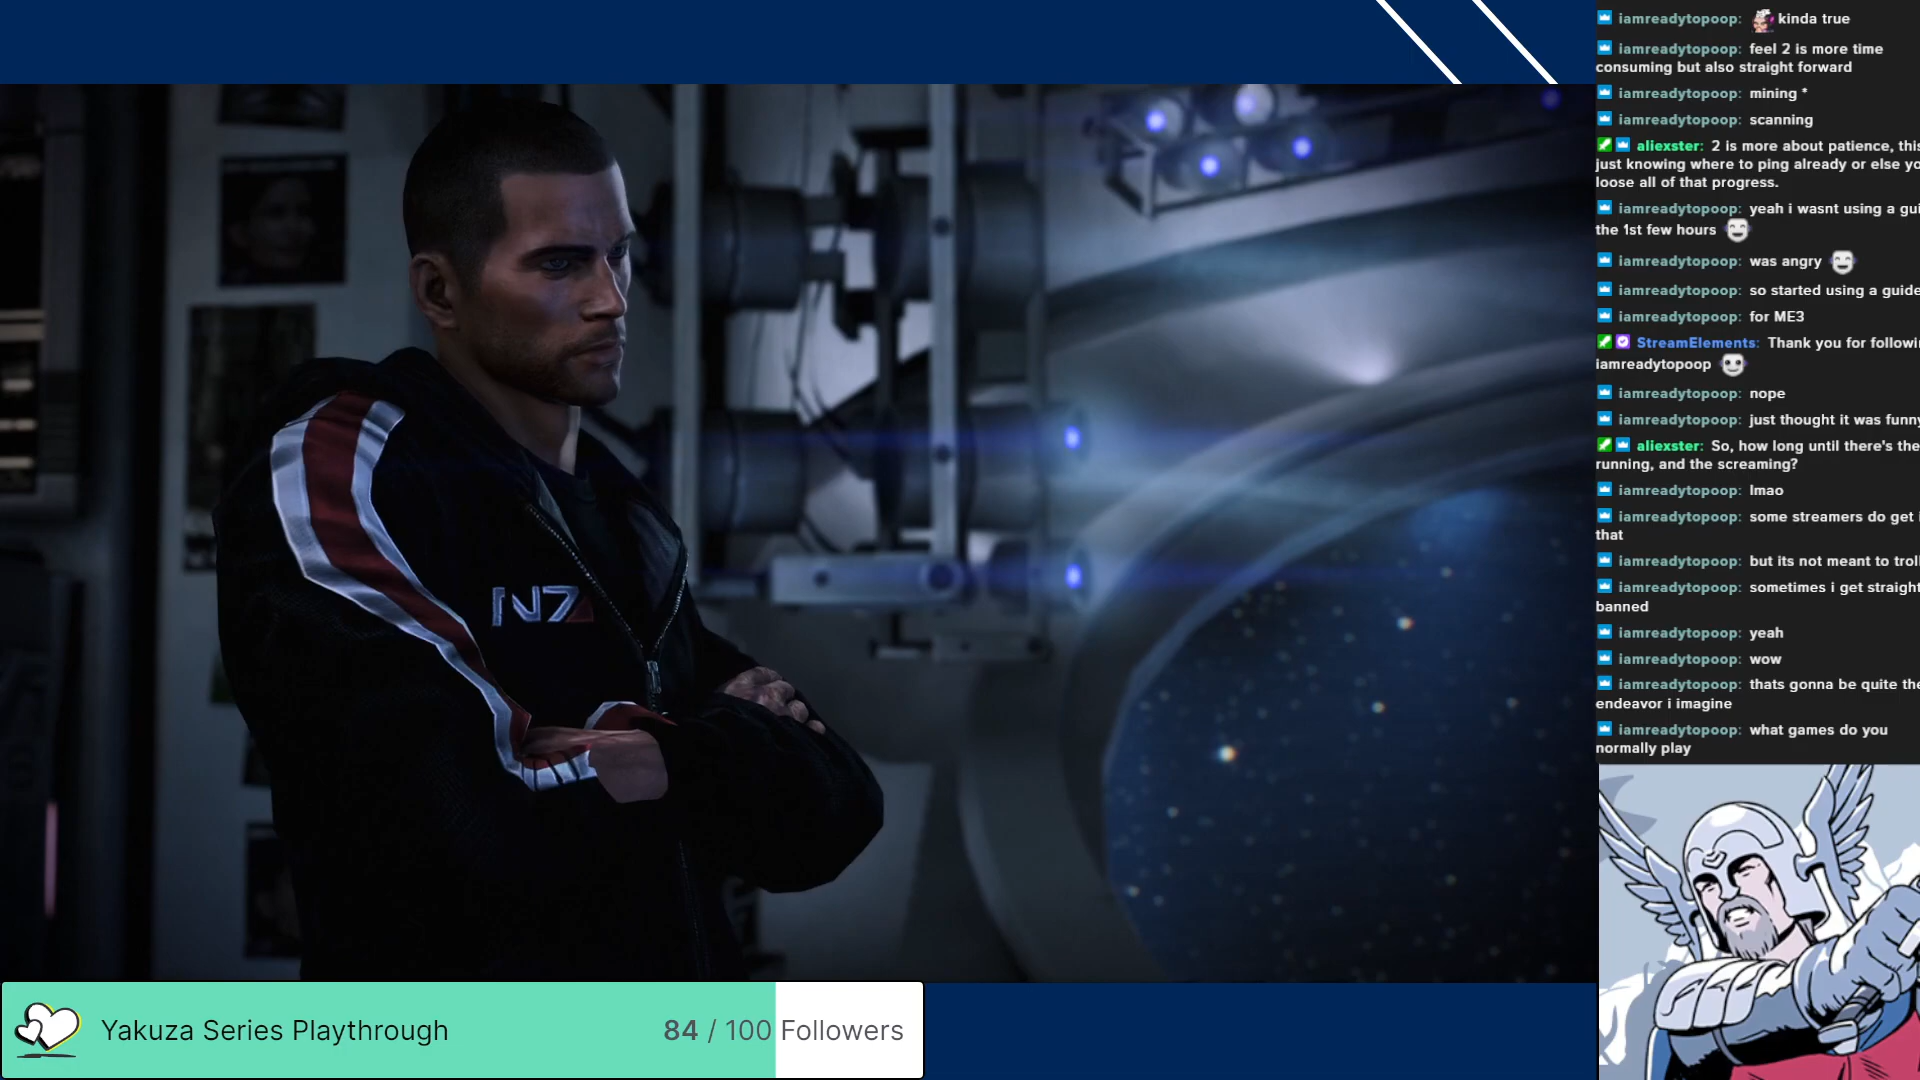 iamreadytopoop: kinda true
iamreadytopoop: feel 2 is more time
consuming but also straight forward
iamreadytopoop: mining *
iamreadytopoop: scanning
aliexster: 2 is more about patience, this
just knowing where to ping already or else yo
loose all of that progress.
iamreadytopoop: yeah i wasnt using a gui
the 1st few hours
iamreadytopoop: was angry
iamreadytopoop: so started using a guide
iamreadytopoop: for ME3
StreamElements: Thank you for followin
iamreadytopoop
iamreadytopoop: nope
iamreadytopoop: just thought it was funny
aliexster: So, how long until there's the
running, and the screaming?
iamreadytopoop: lmao
iamreadytopoop: some streamers do get
that
iamreadytopoop: but its not meant to troll
iamreadytopoop: sometimes i get straight
banned
iamreadytopoop: yeah
iamreadytopoop: wow
iamreadytopoop: thats gonna be quite the
endeavor i imagine
iamreadytopoop: what games do you
normally play
N7
Yakuza Series Playthrough 84 / 100 Followers